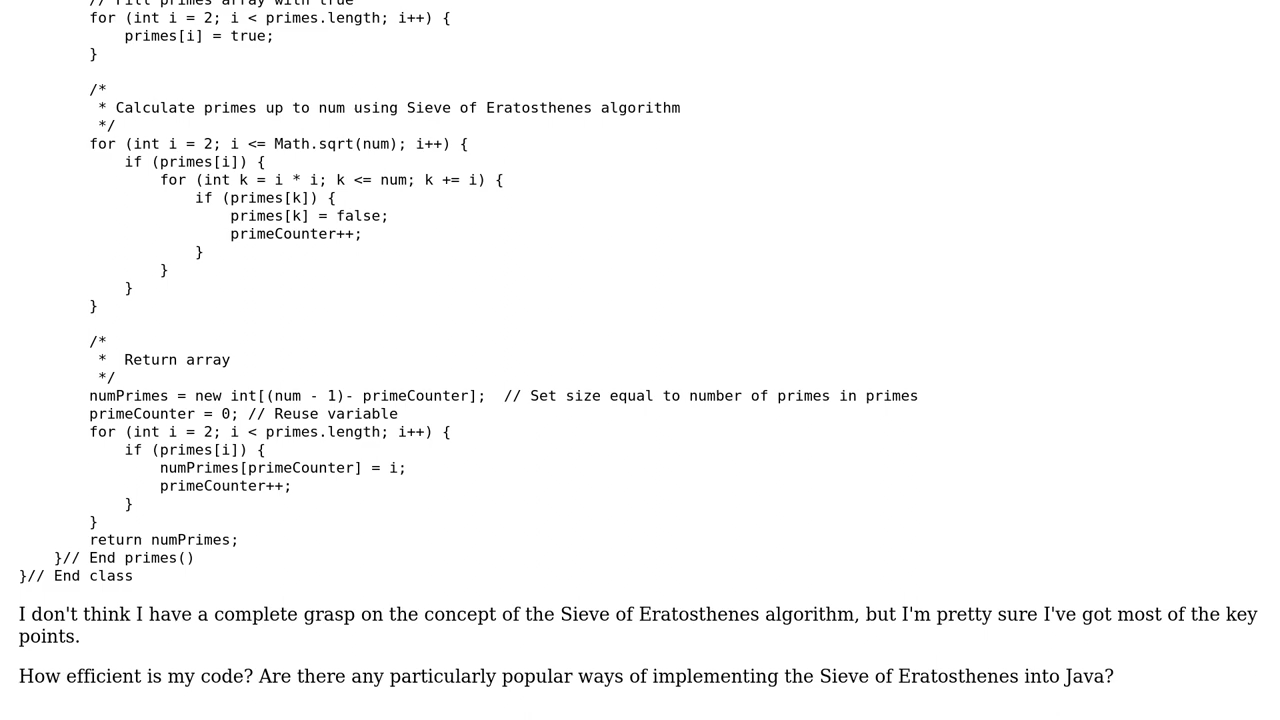 // Fill primes array with true
for (int i = 2; i < primes.length; i++) {
primes[i] = true;
}
/*
* Calculate primes up to num using Sieve of Eratosthenes algorithm
*/
for (int i = 2; i <= Math.sqrt(num); i++) {
if (primes[i]) {
for (int k = i * i; k <= num; k += i) {
if (primes[k]) {
primes[k] = false;
primeCounter++;
}
}
}
}
/*
*  Return array
*/
numPrimes = new int[(num - 1)- primeCounter];  // Set size equal to number of primes in primes
primeCounter = 0; // Reuse variable
for (int i = 2; i < primes.length; i++) {
if (primes[i]) {
numPrimes[primeCounter] = i;
primeCounter++;
}
}
return numPrimes;
}// End primes()
}// End class
I don't think I have a complete grasp on the concept of the Sieve of Eratosthenes algorithm, but I'm pretty sure I've got most of the key
points.
How efficient is my code? Are there any particularly popular ways of implementing the Sieve of Eratosthenes into Java?